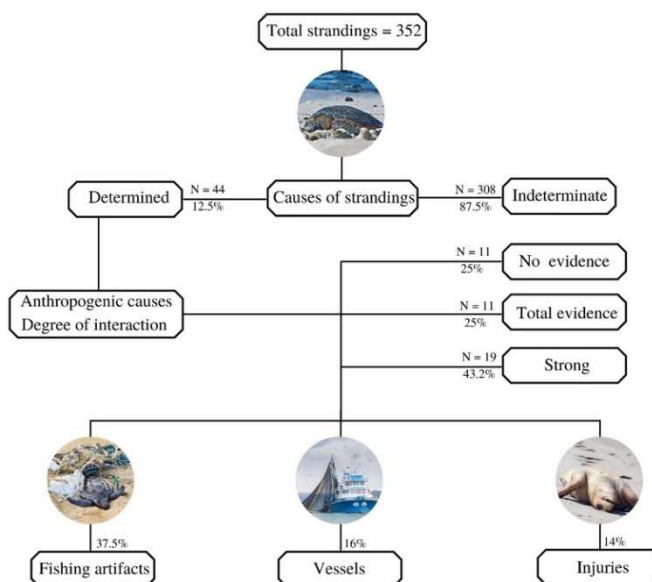 Total strandings = 352
Determined
N = 44
12.5%
Causes of strandings
N = 308
87.5%
Indeterminate
N = 11
25%
No evidence
Anthropogenic causes
Degree of interaction
N = 11
25%
Total evidence
N = 19
43.2%
Strong
37.5%
Fishing artifacts
16%
Vessels
14%
Injuries